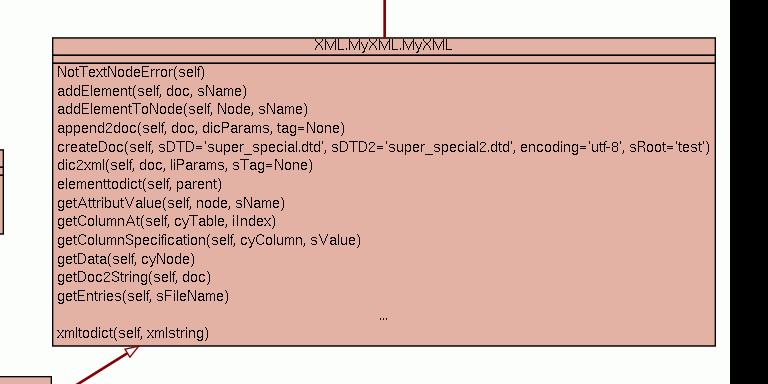 XML.MyXML.MyXML
NotTextNodeError(self)
addElement(self, doc, sName)
addElementToNode(self, Node, sName)
append2doc(self, doc, dicParams, tag=None)
createDoc(self, sDTD='super_special.dtd', sDTD2='super_special2.dtd', encoding='utf-8', sRoot='test')
dic2xml(self, doc, liParams, sTag=None)
elementtodict(self, parent)
getAttributValue(self, node, sName)
getColumnAt(self, cyTable, iIndex)
getColumnSpecification(self, cyColumn, sValue)
getData(self, cyNode)
getDoc2String(self, doc)
getEntries(self, sFileName)
...
xmltodict(self, xmlstring)